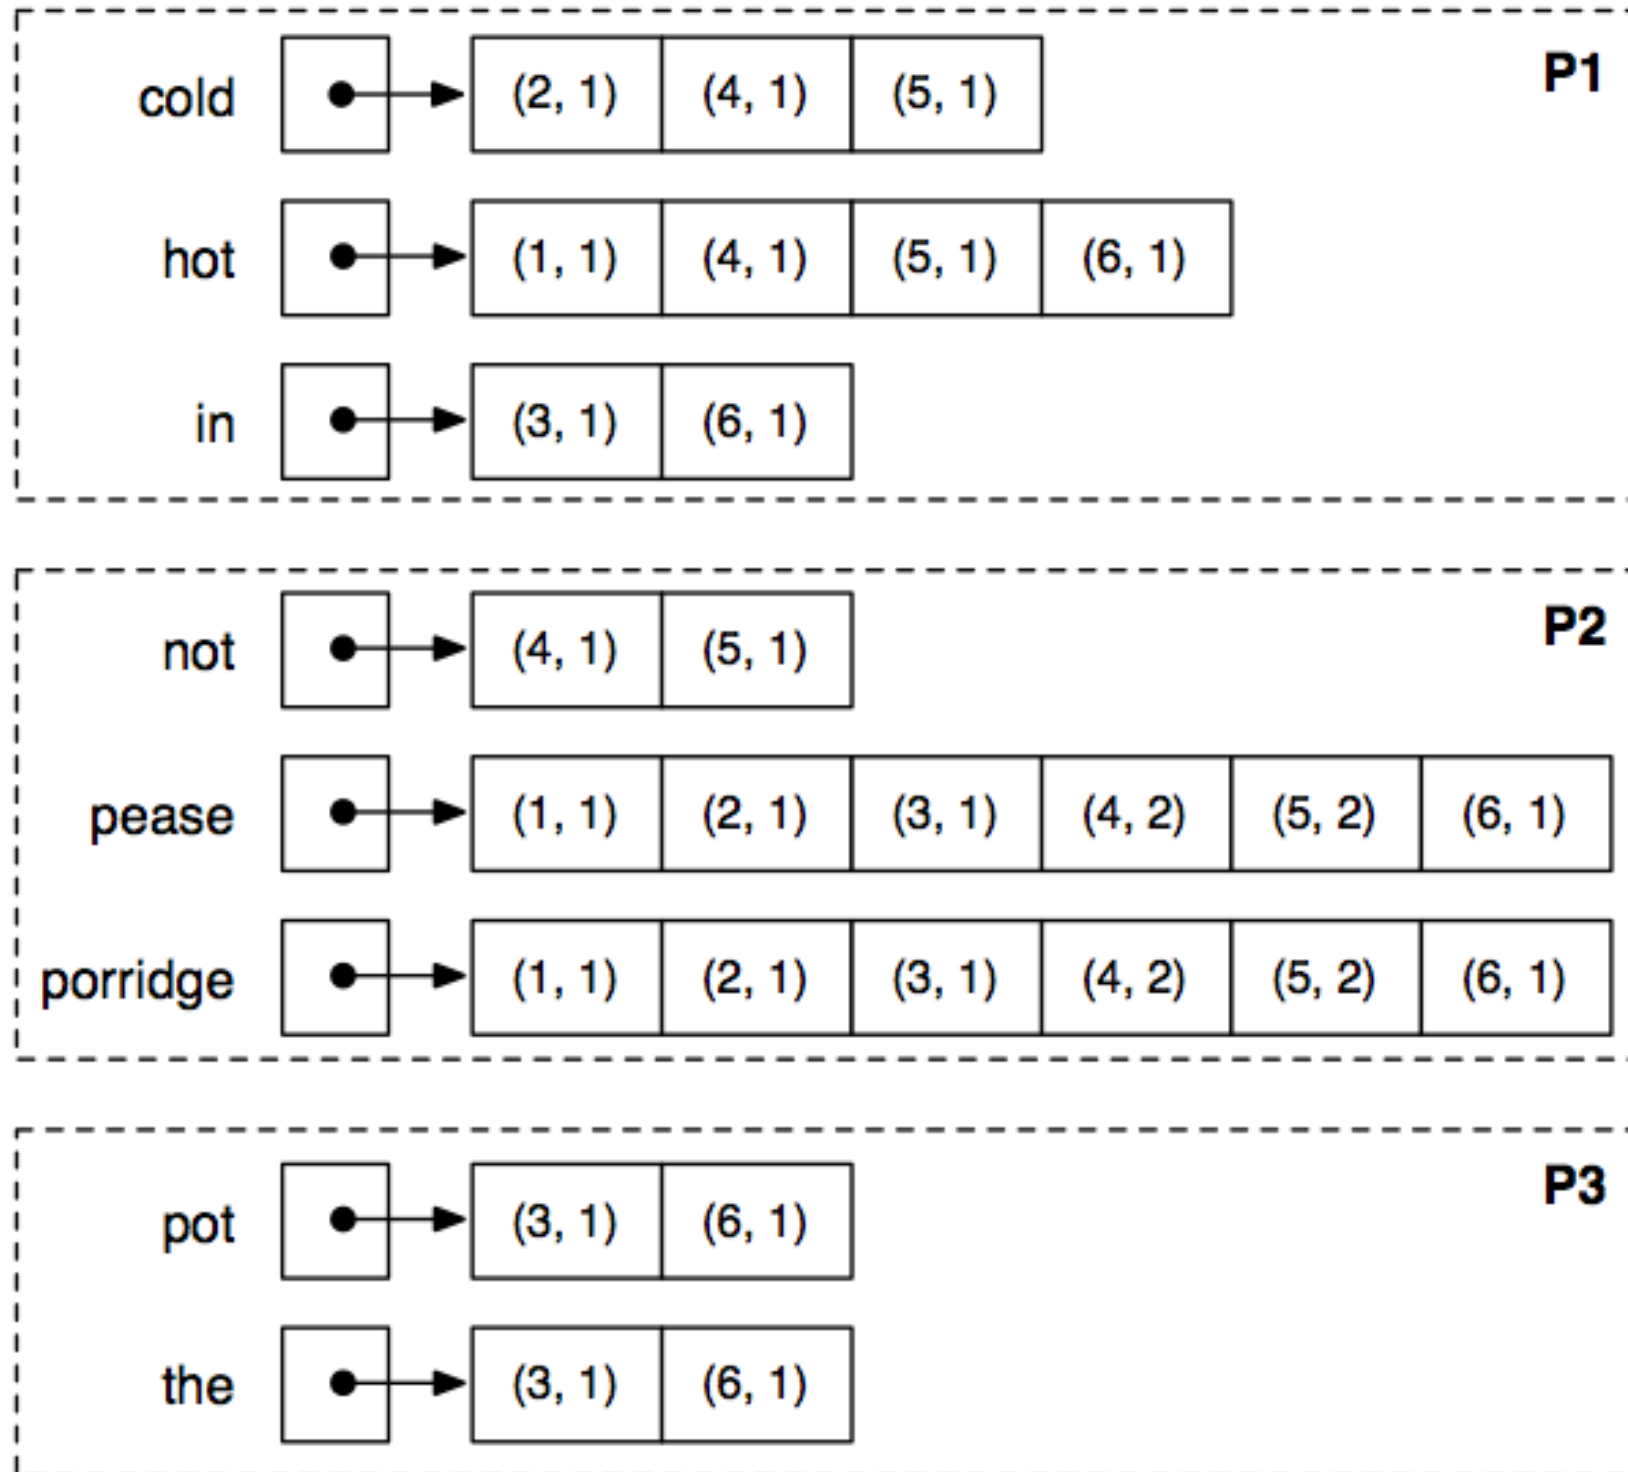 P1
cold (2, 1) (4, 1) (5, 1)
hot (1, 1) (4, 1) (5, 1) (6, 1)
in (3, 1) (6, 1)
P2
not (4, 1) (5, 1)
pease (1, 1) (2, 1) (3, 1) (4, 2) (5, 2) (6, 1)
porridge (1, 1) (2, 1) (3, 1) (4, 2) (5, 2) (6, 1)
P3
pot (3, 1) (6, 1)
the (3, 1) (6, 1)